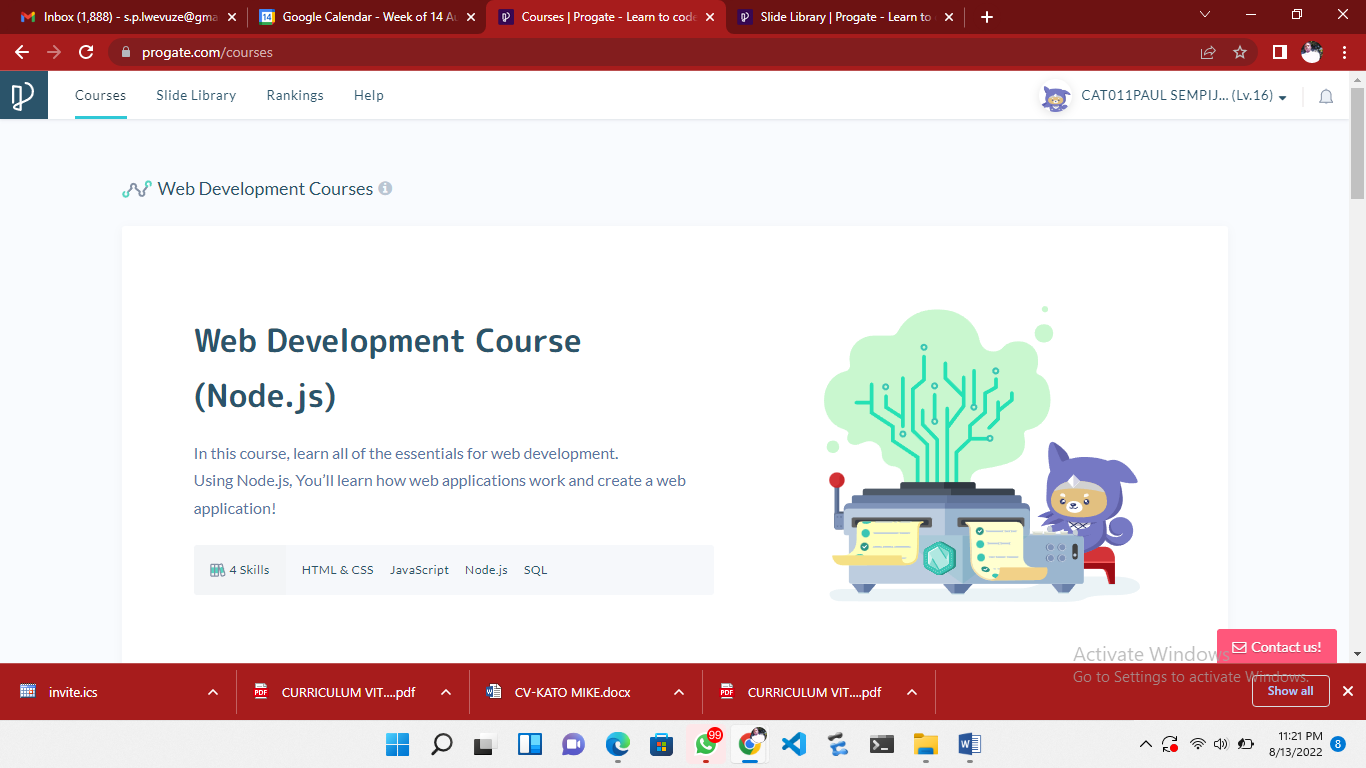 Inbox (1,888) - s.p.lwevuze@gma
Google Calendar - Week of 14 Au
Courses | Progate - Learn to code
Slide Library | Progate - Learn to
progate.com/courses
Courses
Slide Library
Rankings
Help
CAT011PAUL SEMPIJ... (Lv.16)
Web Development Courses
Web Development Course
(Node.js)
In this course, learn all of the essentials for web development.
Using Node.js, You’ll learn how web applications work and create a web
application!
4 Skills
HTML & CSS
JavaScript
Node.js
SQL
Contact us!
Activate Windows
Go to Settings to activate Windows.
invite.ics
CURRICULUM VIT....pdf
CV-KATO MIKE.docx
CURRICULUM VIT....pdf
Show all
99
11:21 PM
8/13/2022
8